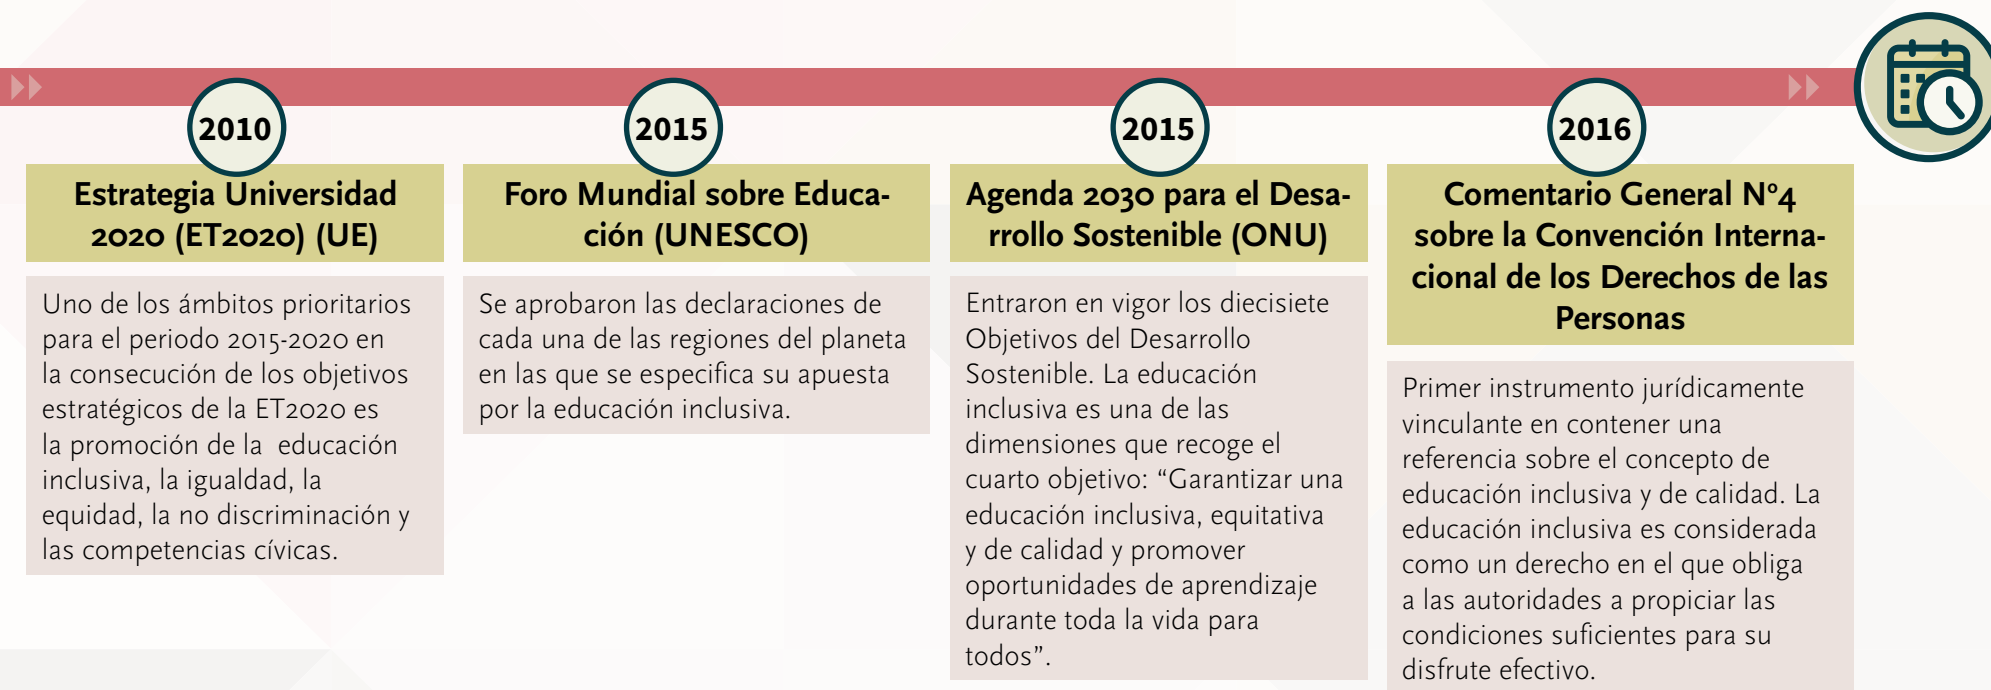 2010
Estrategia Universidad
2020 (ET2020) (UE)
Uno de los ámbitos prioritarios
para el periodo 2015-2020 en
la consecución de los objetivos
estratégicos de la ET2020 es
la promoción de la  educación
inclusiva, la igualdad, la
equidad, la no discriminación y
las competencias cívicas.
2015
Foro Mundial sobre Educa-
ción (UNESCO)
Se aprobaron las declaraciones de
cada una de las regiones del planeta
en las que se especifica su apuesta
por la educación inclusiva.
2015
Agenda 2030 para el Desa-
rrollo Sostenible (ONU)
Entraron en vigor los diecisiete
Objetivos del Desarrollo
Sostenible. La educación
inclusiva es una de las
dimensiones que recoge el
cuarto objetivo: “Garantizar una
educación inclusiva, equitativa
y de calidad y promover
oportunidades de aprendizaje
durante toda la vida para
todos”.
2016
Comentario General Nº4
sobre la Convención Interna-
cional de los Derechos de las
Personas
Primer instrumento jurídicamente
vinculante en contener una
referencia sobre el concepto de
educación inclusiva y de calidad. La
educación inclusiva es considerada
como un derecho en el que obliga
a las autoridades a propiciar las
condiciones suficientes para su
disfrute efectivo.